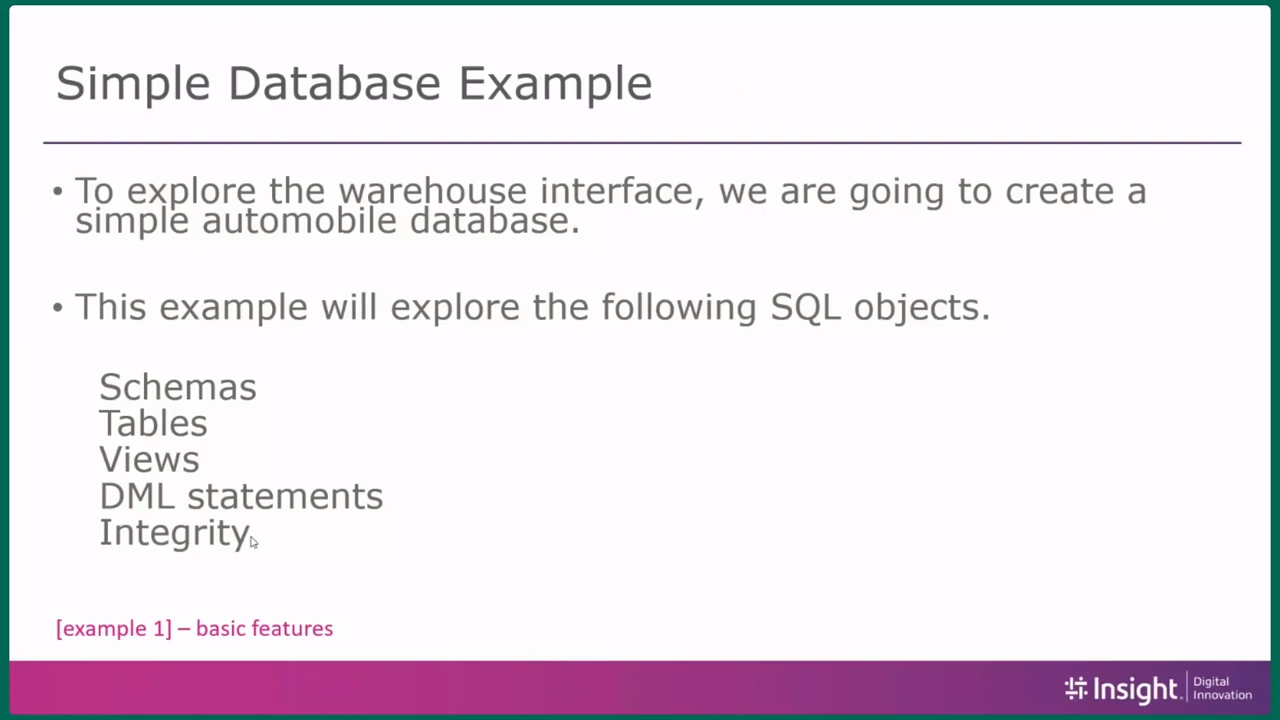 Simple Database Example
• To explore the warehouse interface, we are going to create a
simple automobile database.
• This example will explore the following SQL objects.
Schemas
Tables
Views
DML statements
Integrity
[example 1] – basic features
Insight.
Digital
Innovation